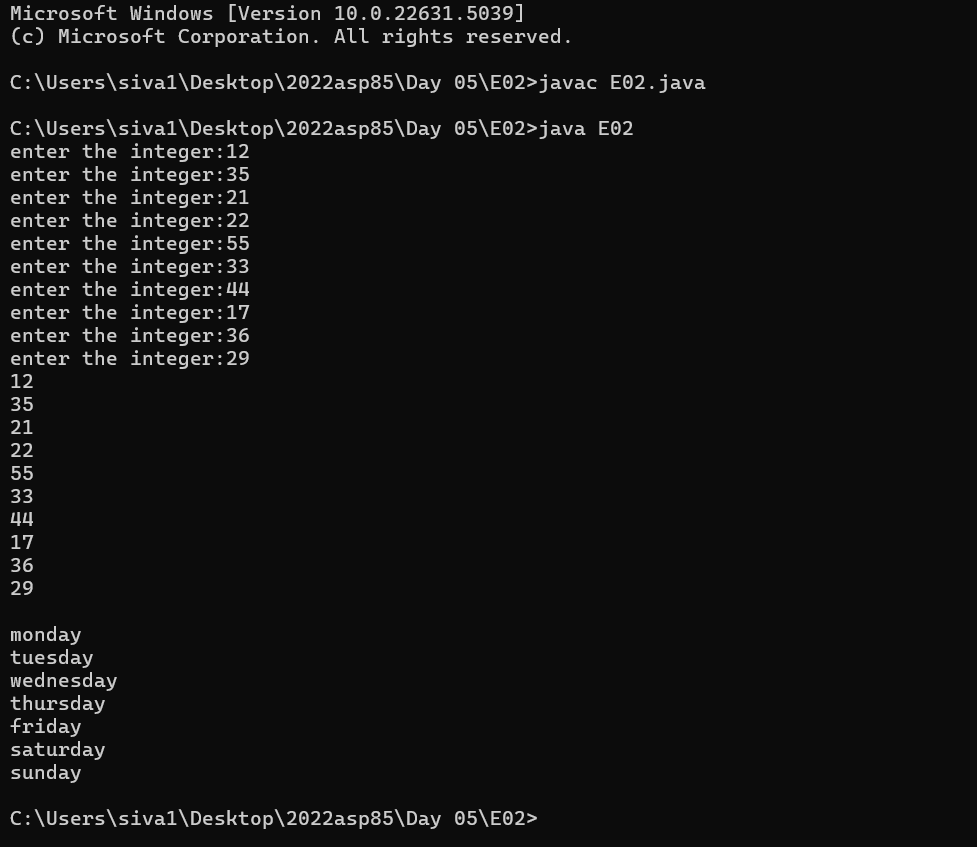 Microsoft Windows [Version 10.0.22631.5039]
(c) Microsoft Corporation. All rights reserved.
C:\Users\siva1\Desktop\2022asp85\Day 05\E02>javac E02.java
C:\Users\siva1\Desktop\2022asp85\Day 05\E02>java E02
enter the integer:12
enter the integer:35
enter the integer:21
enter the integer:22
enter the integer:55
enter the integer:33
enter the integer:44
enter the integer:17
enter the integer:36
enter the integer:29
12
35
21
22
55
33
44
17
36
29
monday
tuesday
wednesday
thursday
friday
saturday
sunday
C:\Users\siva1\Desktop\2022asp85\Day 05\E02>